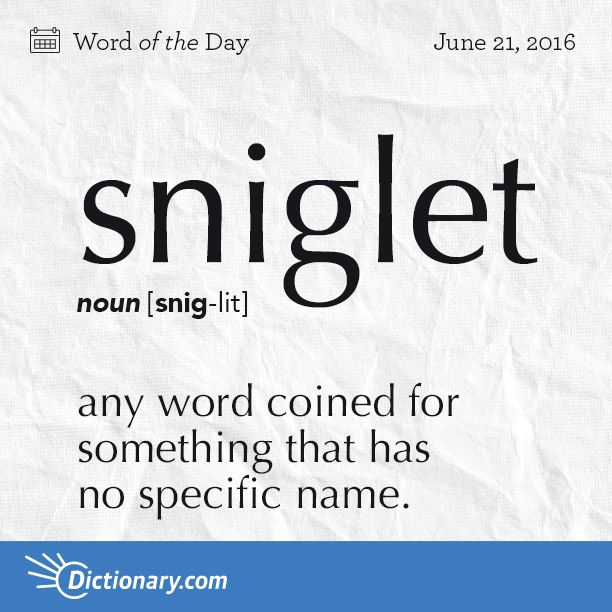 Word of the Day
June 21, 2016
sniglet
noun [snig-lit]
any word coined for
something that has
no specific name.
Dictionary.com